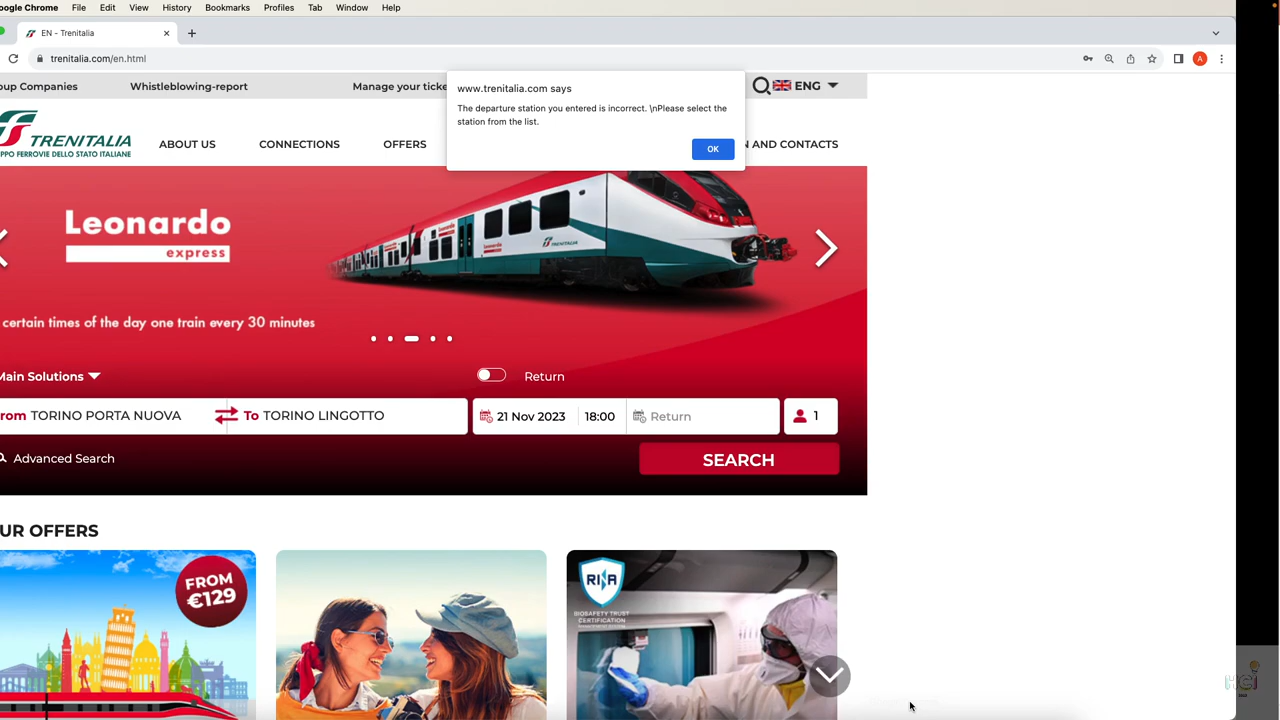 oogle Chrome File Edit View History Bookmarks Profiles Tab Window Help
EN - Trenitalia
trenitalia.com/en.html
A
oup Companies Whistleblowing-report Manage your ticke ENG
www.trenitalia.com says
The departure station you entered is incorrect. \nPlease select the
station from the list.
OK
TRENITALIA
PPO FERROVIE DELLO STATO ITALIANE
ABOUT US CONNECTIONS OFFERS N AND CONTACTS
Leonardo
express
TRENITALIA
certain times of the day one train every 30 minutes
Main Solutions Return
rom TORINO PORTA NUOVA To TORINO LINGOTTO 21 Nov 2023 18:00 Return 1
Advanced Search SEARCH
UR OFFERS
FROM
€129
RINA
BIOSAFETY TRUST
CERTIFICATION
HCI